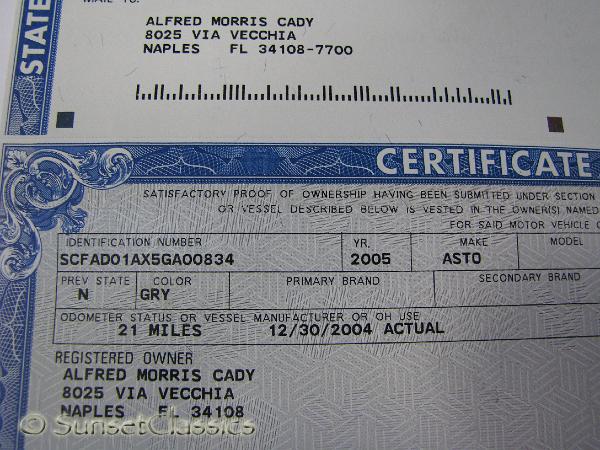 MAIL TO:
ALFRED MORRIS CADY
8025 VIA VECCHIA
NAPLES FL 34108-7700
STATE
CERTIFICATE
SATISFACTORY PROOF OF OWNERSHIP HAVING BEEN SUBMITTED UNDER SECTION
OR VESSEL DESCRIBED BELOW IS VESTED IN THE OWNER(S) NAMED
FOR SAID MOTOR VEHICLE
IDENTIFICATION NUMBER YR. MAKE MODEL
SCFAD01AX5GA00834 2005 ASTO
PREV STATE COLOR PRIMARY BRAND SECONDARY BRAND
N GRY
ODOMETER STATUS OR VESSEL MANUFACTURER OR OH USE
21 MILES 12/30/2004 ACTUAL
REGISTERED OWNER
ALFRED MORRIS CADY
8025 VIA VECCHIA
NAPLES FL 34108
© SunsetClassics